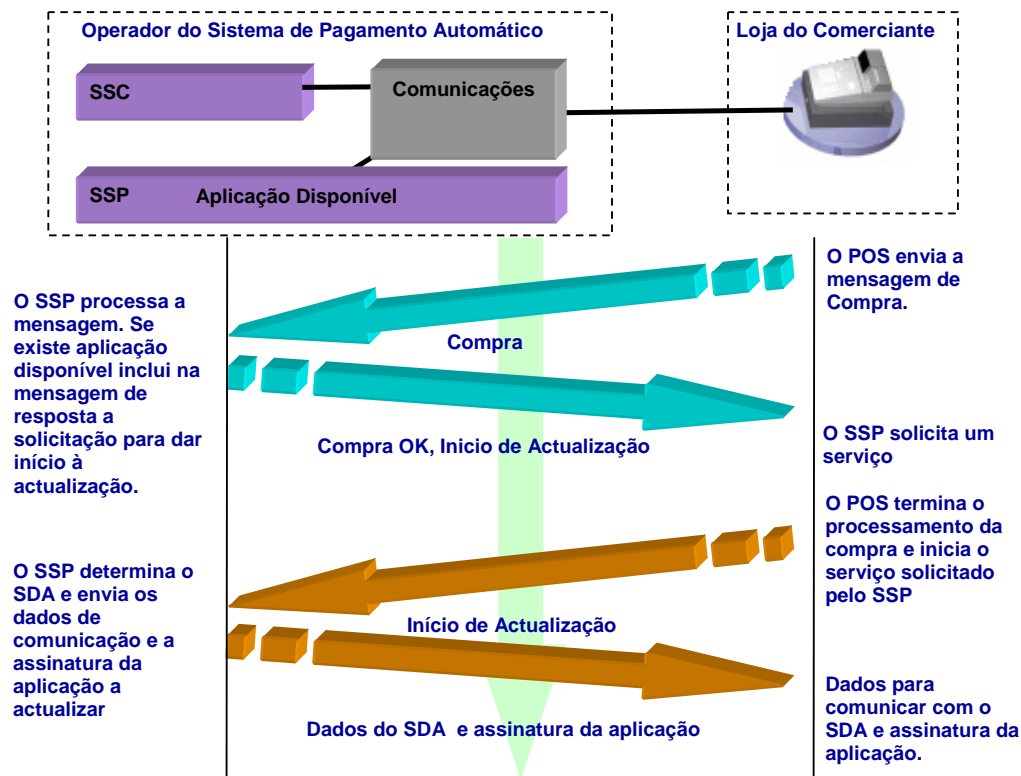 Operador do Sistema de Pagamento Automático
Loja do Comerciante
SSC
Comunicações
SSP
Aplicação Disponível
O POS envia a
mensagem de
Compra.
O SSP processa a
mensagem. Se
existe aplicação
disponível inclui na
mensagem de
resposta a
solicitação para dar
início à
actualização.
Compra
Compra OK, Inicio de Actualização
O SSP solicita um
serviço
O POS termina o
processamento da
compra e inicia o
serviço solicitado
pelo SSP
O SSP determina o
SDA e envia os
dados de
comunicação e a
assinatura da
aplicação a
actualizar
Início de Actualização
Dados do SDA e assinatura da aplicação
Dados para
comunicar com o
SDA e assinatura da
aplicação.